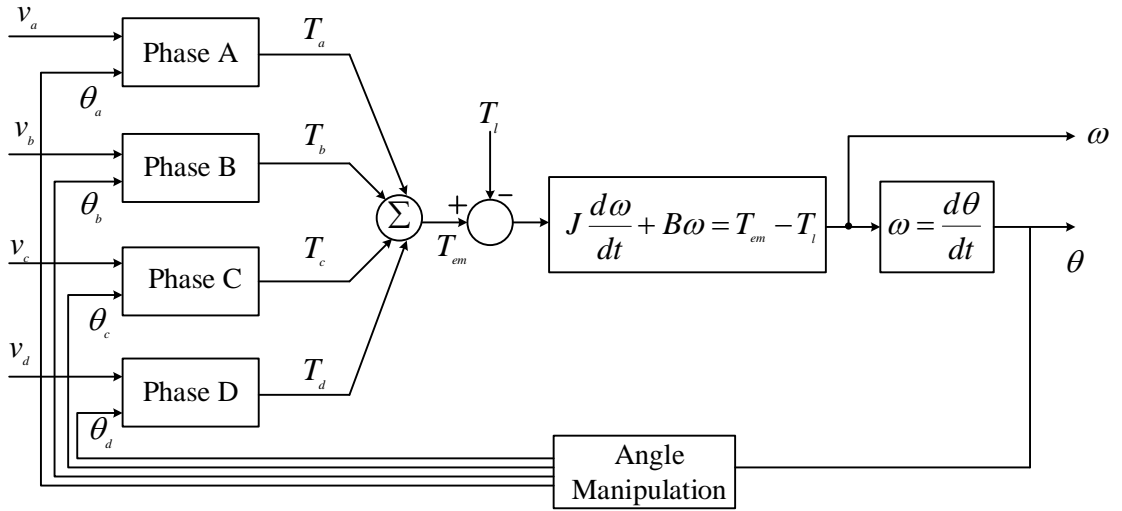 v_a
Phase A
T_a
θ_a
v_b
Phase B
T_b
θ_b
v_c
Phase C
T_c
θ_c
v_d
Phase D
T_d
θ_d
Σ
+
T_em
T_l
−
J dω/dt + Bω = T_em − T_l
ω = dθ/dt
ω
θ
Angle
Manipulation